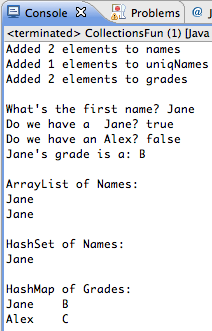 Console Problems J
<terminated> CollectionsFun (1) [Java
Added 2 elements to names
Added 1 elements to uniqNames
Added 2 elements to grades
What's the first name? Jane
Do we have a  Jane? true
Do we have an Alex? false
Jane's grade is a: B
ArrayList of Names:
Jane
Jane
HashSet of Names:
Jane
HashMap of Grades:
Jane    B
Alex    C